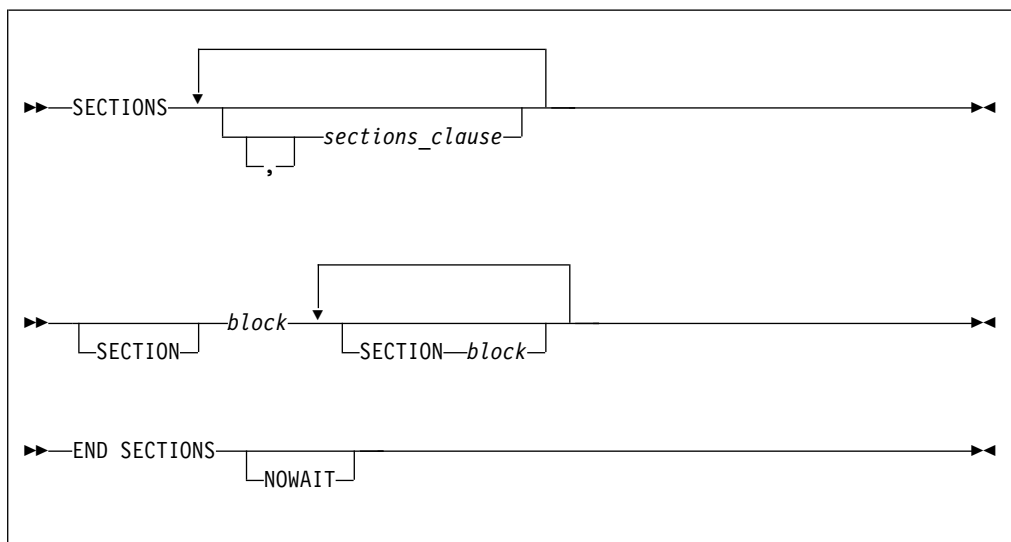 SECTIONS
sections_clause
,
block
SECTION
SECTION block
END SECTIONS
NOWAIT